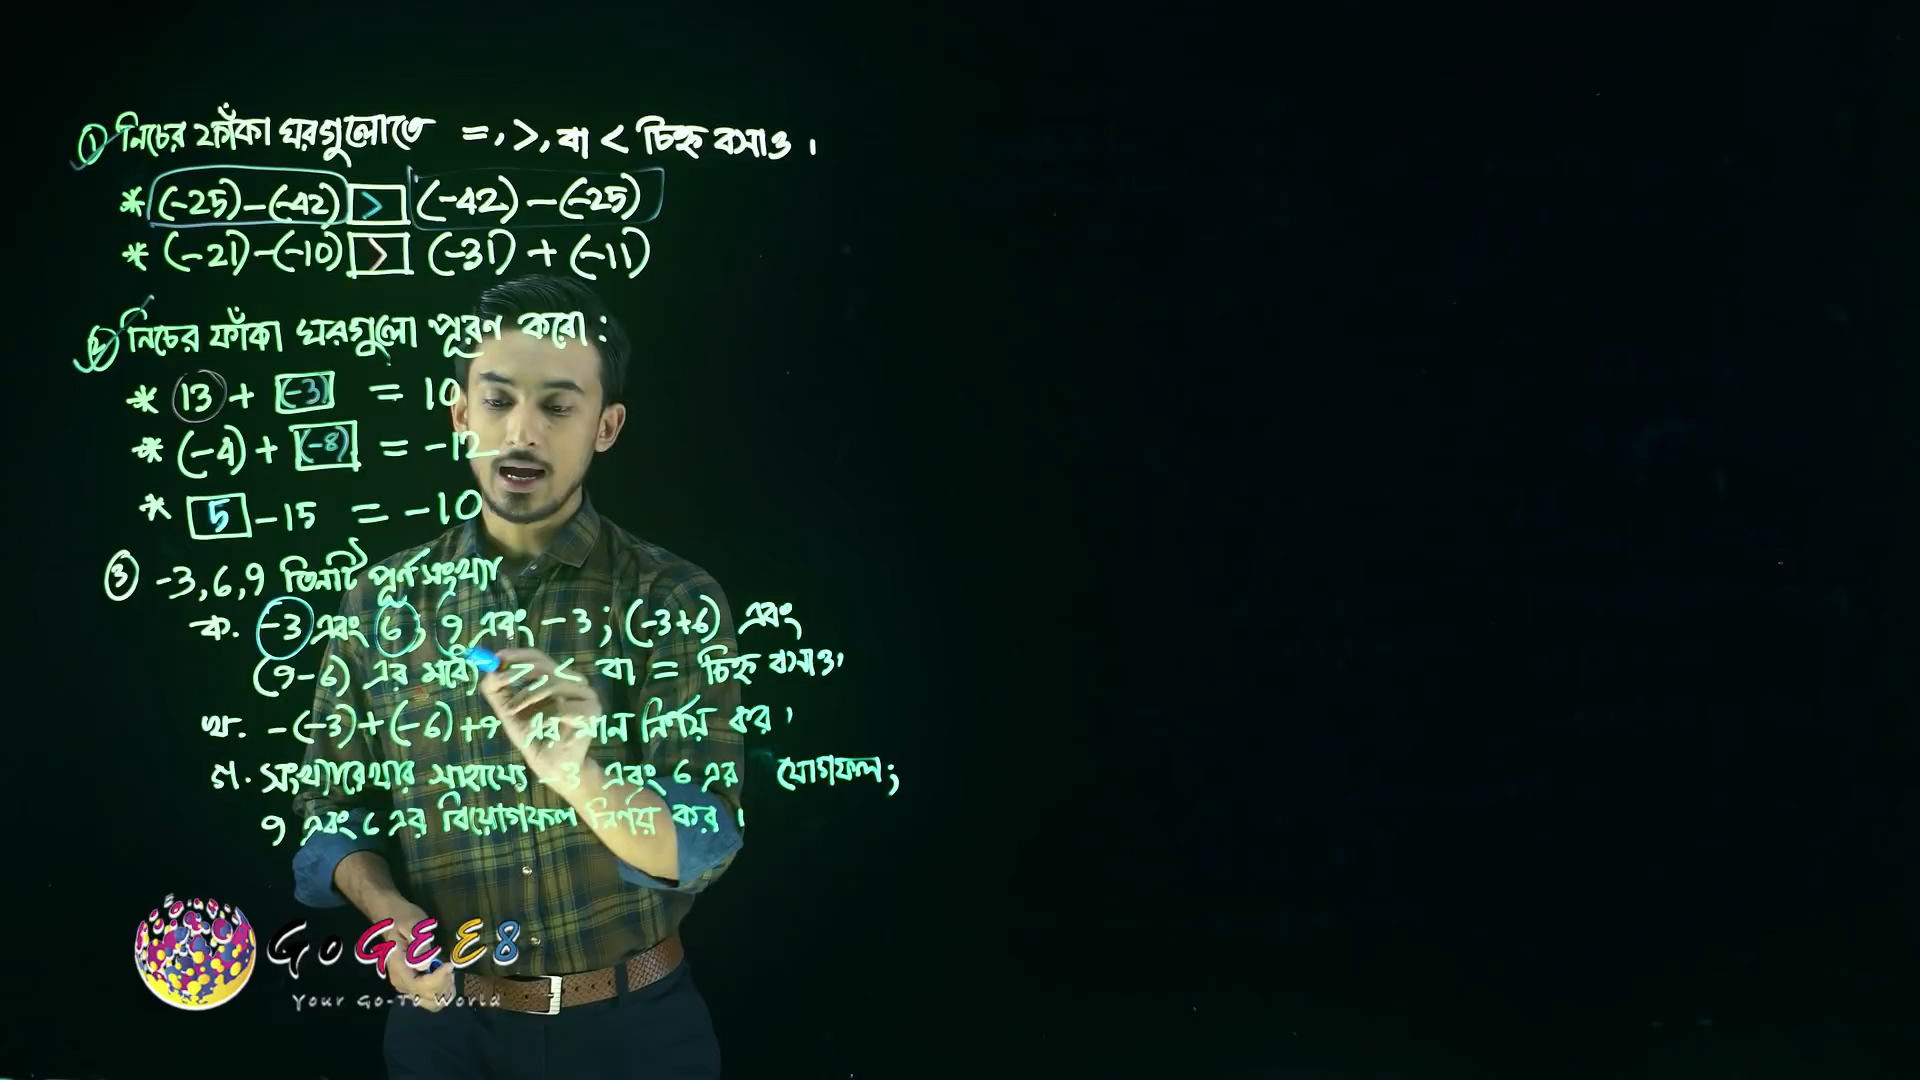 ① নিচের ফাঁকা ঘরগুলোতে =, >, বা < চিহ্ন বসাও ।
* (-25)-(-42) > (-42)-(-25)
* (-21)-(-10) > (-31) + (-11)
② নিচের ফাঁকা ঘরগুলো পূরণ করো :
* 13 + (-3) = 10
* (-4) + (-8) = -12
* 5 -15 = -10
③ -3, 6, 9 তিনটি পূর্ণসংখ্যা
ক. -3 এবং 6 ; 9 এবং -3 ; (-3+6) এবং
(9-6) এর মধ্যে >, < বা = চিহ্ন বসাও।
খ. -(-3)+(-6)+9 এর মান নির্ণয় কর ।
গ. সংখ্যারেখার সাহায্যে -3 এবং 6 এর যোগফল;
9 এবং 6 এর বিয়োগফল নির্ণয় কর ।
GoGEE8
Your Go-To World